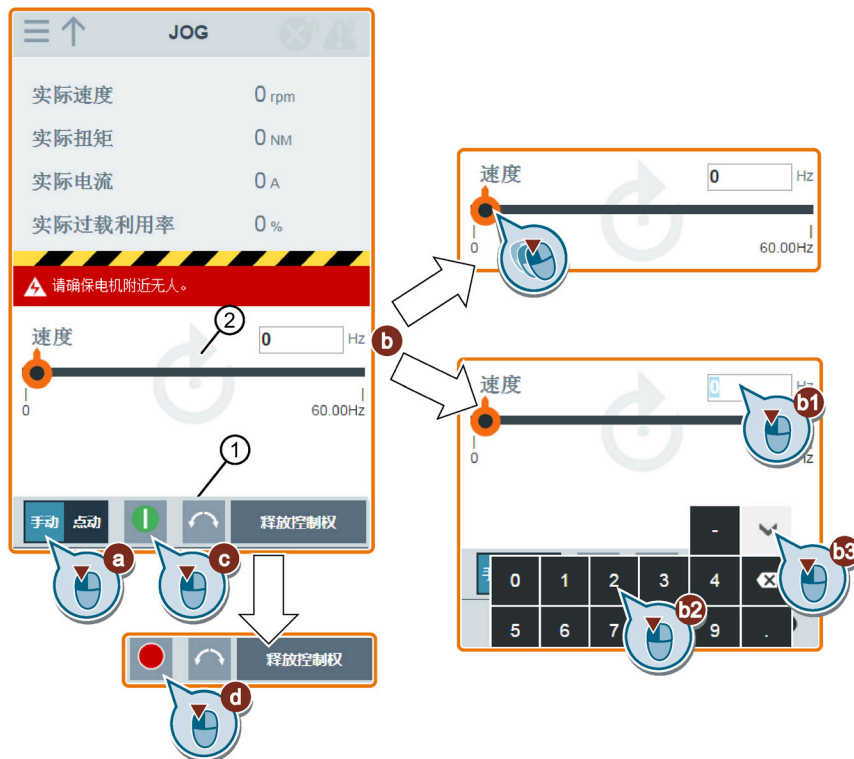 JOG
实际速度 0 rpm
实际扭矩 0 NM
实际电流 0 A
实际过载利用率 0 %
请确保电机附近无人。
速度 0 Hz
0 60.00Hz
2
1
手动 点动 释放控制权
a
c
释放控制权
d
b
速度 0 Hz
0 60.00Hz
速度 0 Hz
b1
0 Hz
-
b3
0 1 2 3 4
b2
5 6 7 9 .